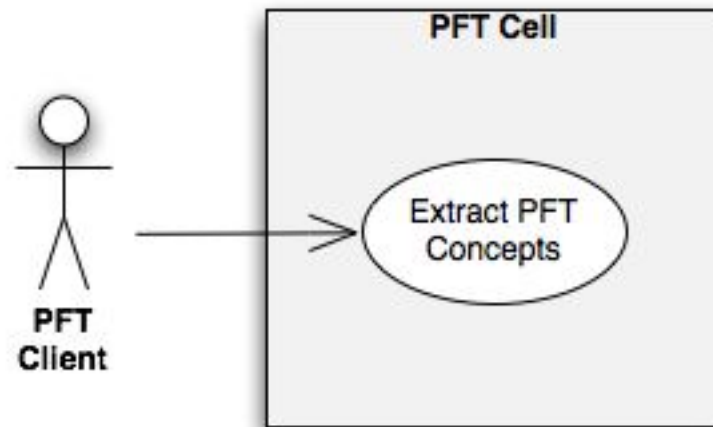 PFT Cell
Extract PFT
Concepts
PFT
Client